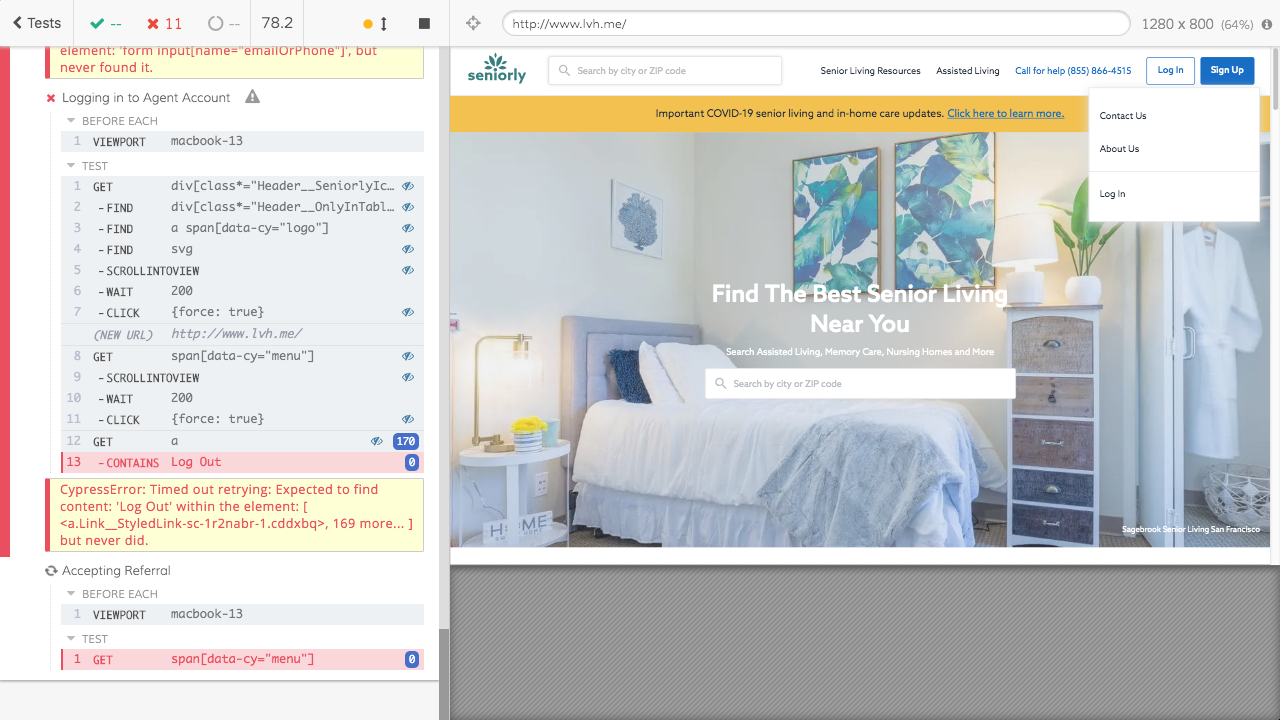 Tests
--
11
--
78.2
http://www.lvh.me/
1280 x 800 (64%)
element: 'form input[name="emailOrPhone"]', but
never found it.
Logging in to Agent Account
BEFORE EACH
1 VIEWPORT macbook-13
TEST
1 GET div[class*="Header__SeniorlyIc...
2 - FIND div[class*="Header__OnlyInTabl...
3 - FIND a span[data-cy="logo"]
4 - FIND svg
5 - SCROLLINTOVIEW
6 - WAIT 200
7 - CLICK {force: true}
(NEW URL) http://www.lvh.me/
8 GET span[data-cy="menu"]
9 - SCROLLINTOVIEW
10 - WAIT 200
11 - CLICK {force: true}
12 GET a 170
13 - CONTAINS Log Out 0
CypressError: Timed out retrying: Expected to find
content: 'Log Out' within the element: [
<a.Link__StyledLink-sc-1r2nabr-1.cddxbq>, 169 more... ]
but never did.
Accepting Referral
BEFORE EACH
1 VIEWPORT macbook-13
TEST
1 GET span[data-cy="menu"] 0
seniorly
Search by city or ZIP code
Senior Living Resources
Assisted Living
Call for help (855) 866-4515
Log In
Sign Up
Important COVID-19 senior living and in-home care updates. Click here to learn more.
Contact Us
About Us
Log In
Find The Best Senior Living
Near You
Search Assisted Living, Memory Care, Nursing Homes and More
Search by city or ZIP code
HOME
Sagebrook Senior Living San Francisco